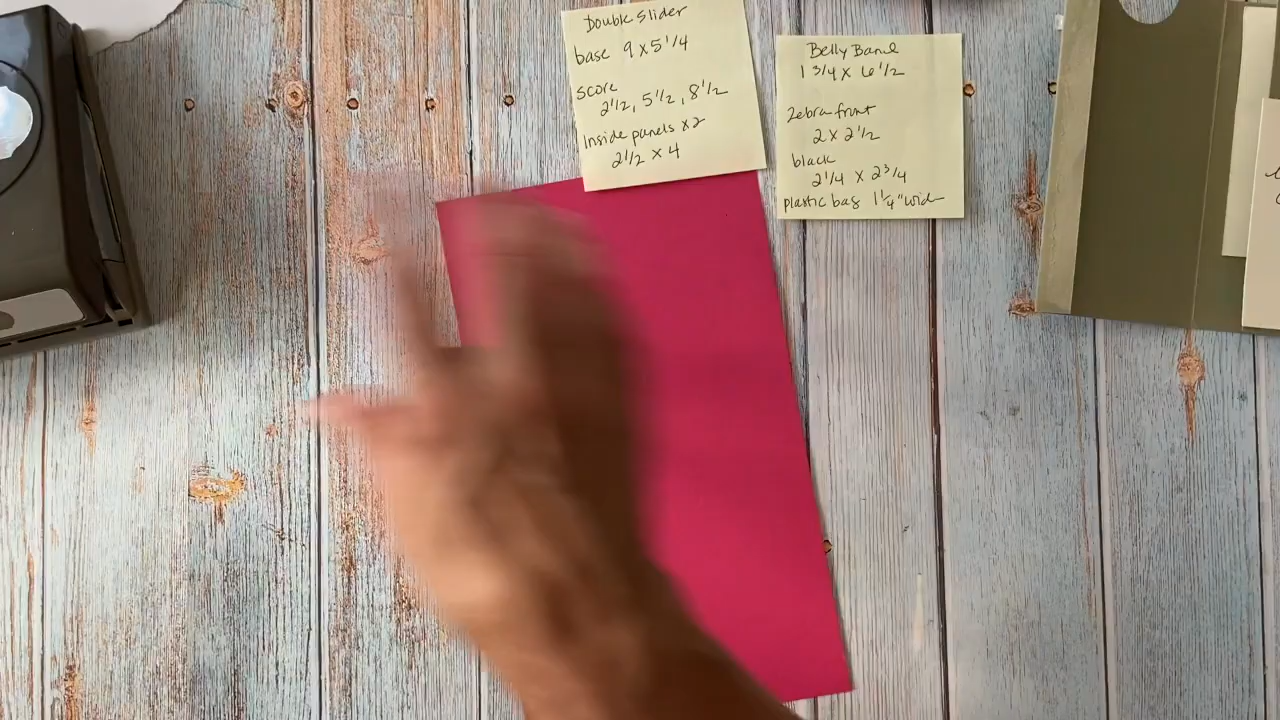 Double Slider
base 9 x 5 1/4
score
2 1/2, 5 1/2, 8 1/2
Inside panels x2
2 1/2 x 4
Belly Band
1 3/4 x 6 1/2
Zebra front
2 x 2 1/2
black
2 1/4 x 2 3/4
plastic bag 1 1/4" wide